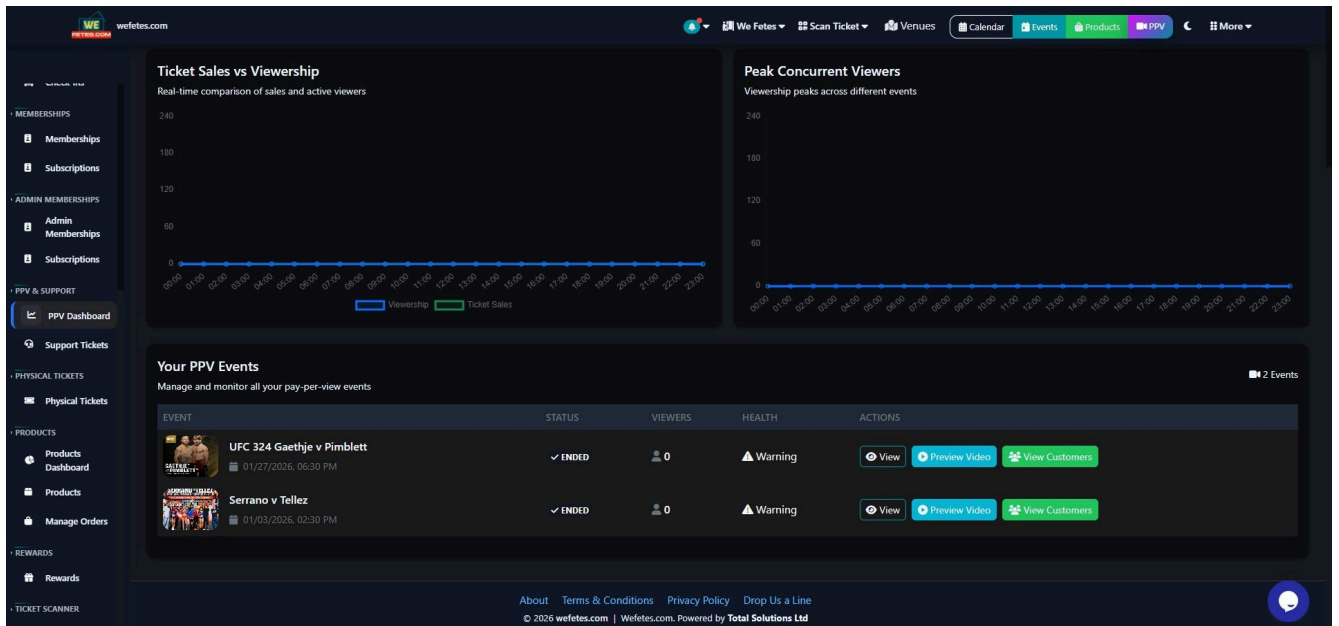 WE
FETES.COM
wefetes.com
We Fetes
Scan Ticket
Venues
Calendar
Events
Products
PPV
More
MEMBERSHIPS
Memberships
Subscriptions
ADMIN MEMBERSHIPS
Admin
Memberships
Subscriptions
PPV & SUPPORT
PPV Dashboard
Support Tickets
PHYSICAL TICKETS
Physical Tickets
PRODUCTS
Products
Dashboard
Products
Manage Orders
REWARDS
Rewards
TICKET SCANNER
Ticket Sales vs Viewership
Real-time comparison of sales and active viewers
240
180
120
60
0
00:00 01:00 02:00 03:00 04:00 05:00 06:00 07:00 08:00 09:00 10:00 11:00 12:00 13:00 14:00 15:00 16:00 17:00 18:00 19:00 20:00 21:00 22:00 23:00
Viewership Ticket Sales
Peak Concurrent Viewers
Viewership peaks across different events
240
180
120
60
0
00:00 01:00 02:00 03:00 04:00 05:00 06:00 07:00 08:00 09:00 10:00 11:00 12:00 13:00 14:00 15:00 16:00 17:00 18:00 19:00 20:00 21:00 22:00 23:00
Your PPV Events
Manage and monitor all your pay-per-view events
2 Events
EVENT STATUS VIEWERS HEALTH ACTIONS
UFC 324 Gaethje v Pimblett
01/27/2026, 06:30 PM
ENDED 0 Warning View Preview Video View Customers
Serrano v Tellez
01/03/2026, 02:30 PM
ENDED 0 Warning View Preview Video View Customers
About Terms & Conditions Privacy Policy Drop Us a Line
© 2026 wefetes.com | Wefetes.com. Powered by Total Solutions Ltd